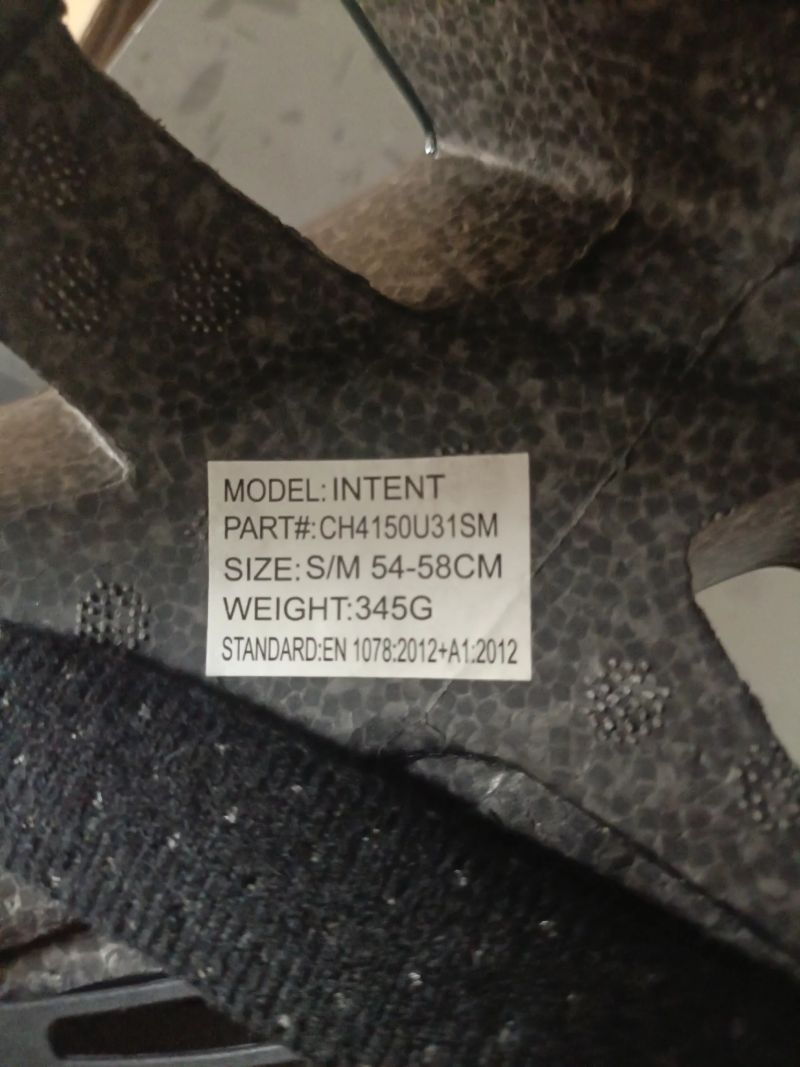 MODEL: INTENT
PART#:CH4150U31SM
SIZE: S/M 54-58CM
WEIGHT:345G
STANDARD:EN 1078:2012+A1:2012